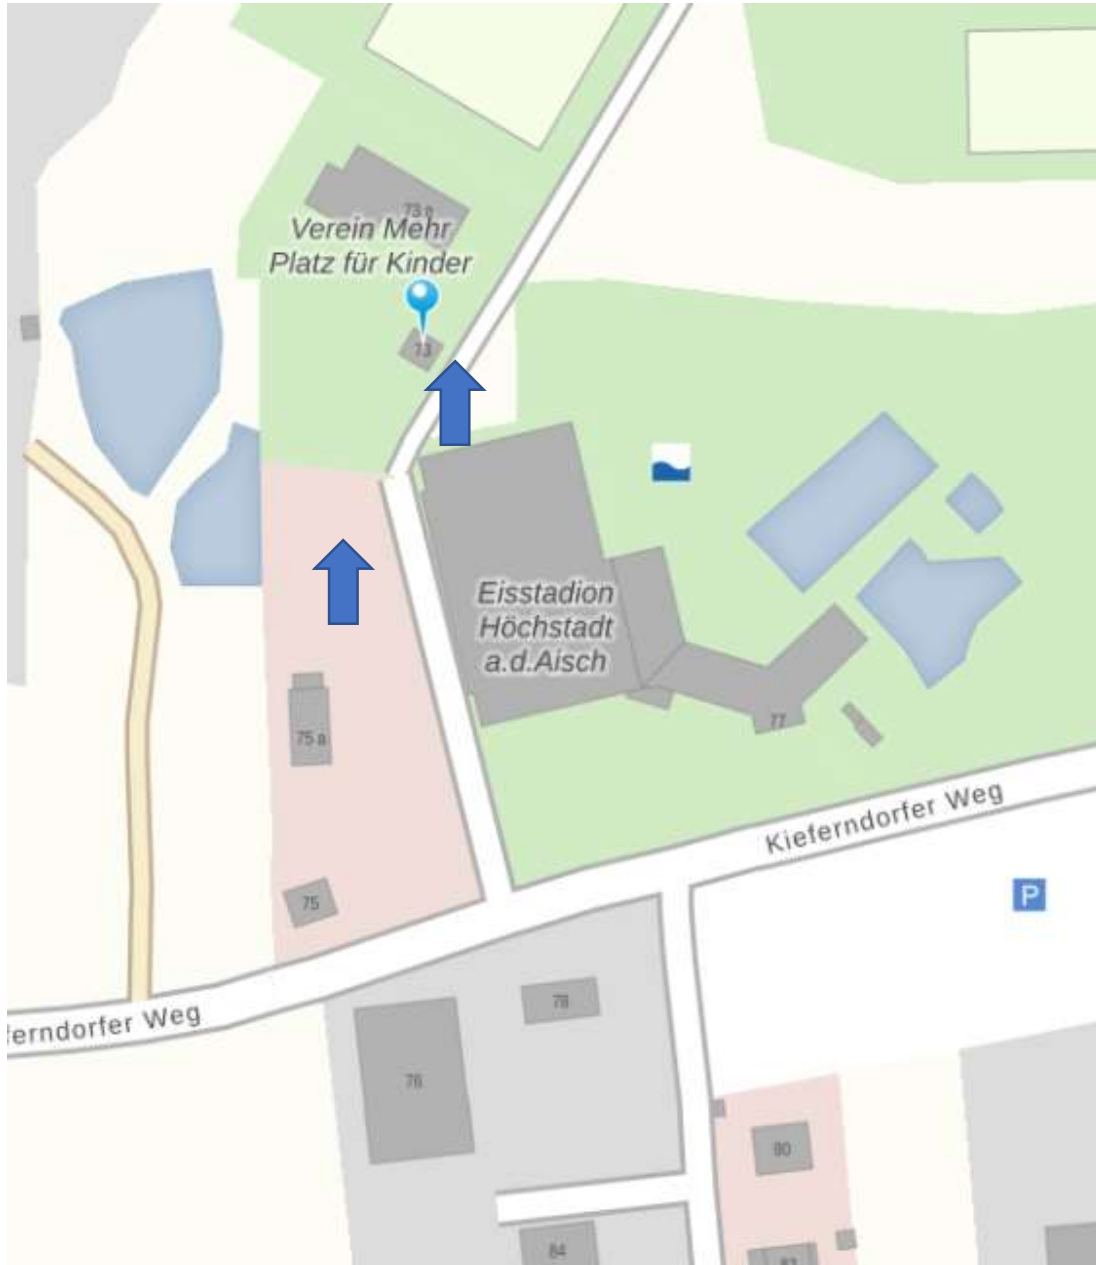 73 a
Verein Mehr
Platz für Kinder
73
Eisstadion
Höchstadt
a.d.Aisch
75 a
77
Kieferndorfer Weg
75
P
ferndorfer Weg
78
76
80
84